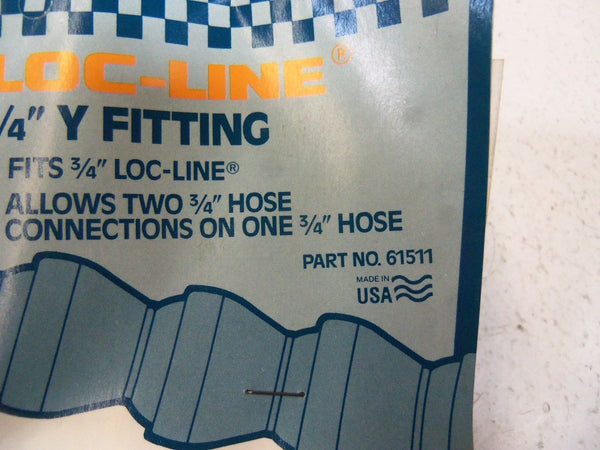 LOC-LINE®
/4" Y FITTING
FITS 3/4" LOC-LINE®
ALLOWS TWO 3/4" HOSE
CONNECTIONS ON ONE 3/4" HOSE
PART NO. 61511
MADE IN
USA